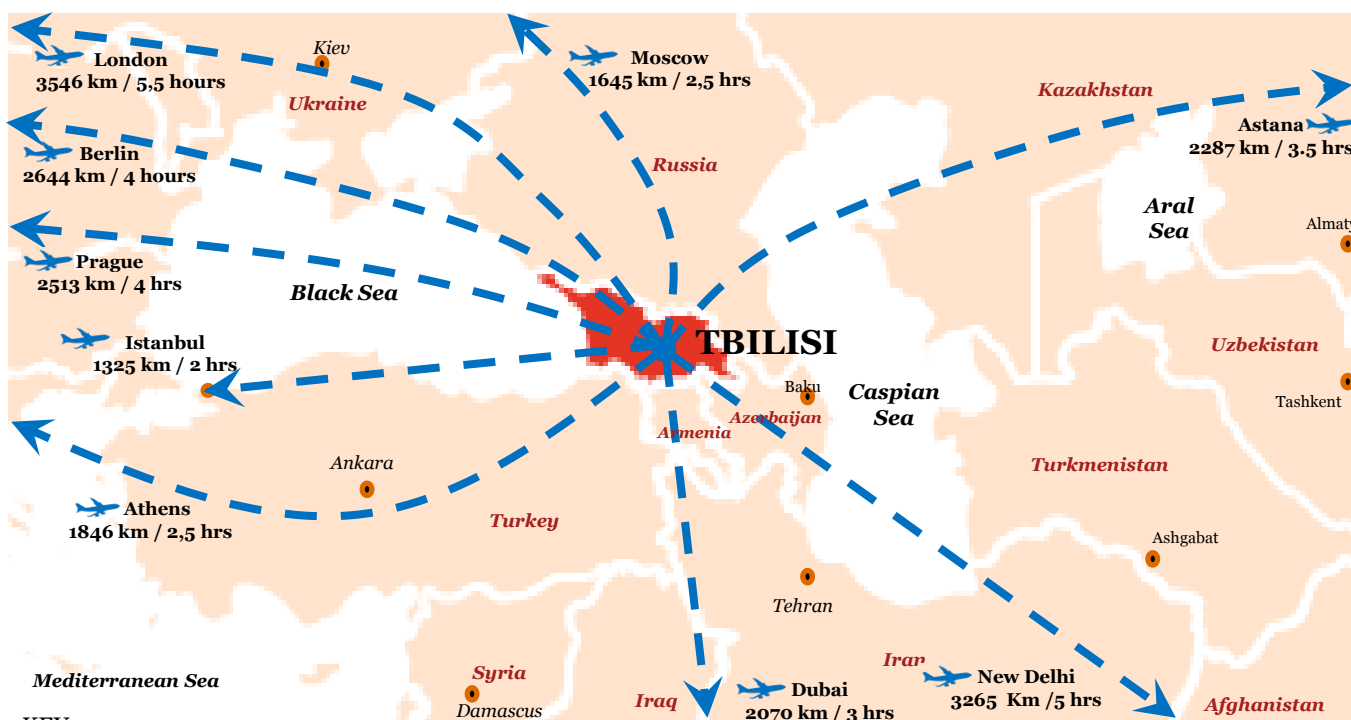 London
3546 km / 5,5 hours
Kiev
Ukraine
Moscow
1645 km / 2,5 hrs
Kazakhstan
Astana
2287 km / 3.5 hrs
Berlin
2644 km / 4 hours
Russia
Aral
Sea
Almaty
Prague
2513 km / 4 hrs
Black Sea
Istanbul
1325 km / 2 hrs
TBILISI
Uzbekistan
Baku
Caspian
Sea
Tashkent
Azerbaijan
Armenia
Ankara
Turkmenistan
Athens
1846 km / 2,5 hrs
Turkey
Ashgabat
Tehran
Mediterranean Sea
Syria
Damascus
Iraq
Dubai
2070 km / 3 hrs
Iran
New Delhi
3265 Km /5 hrs
Afghanistan